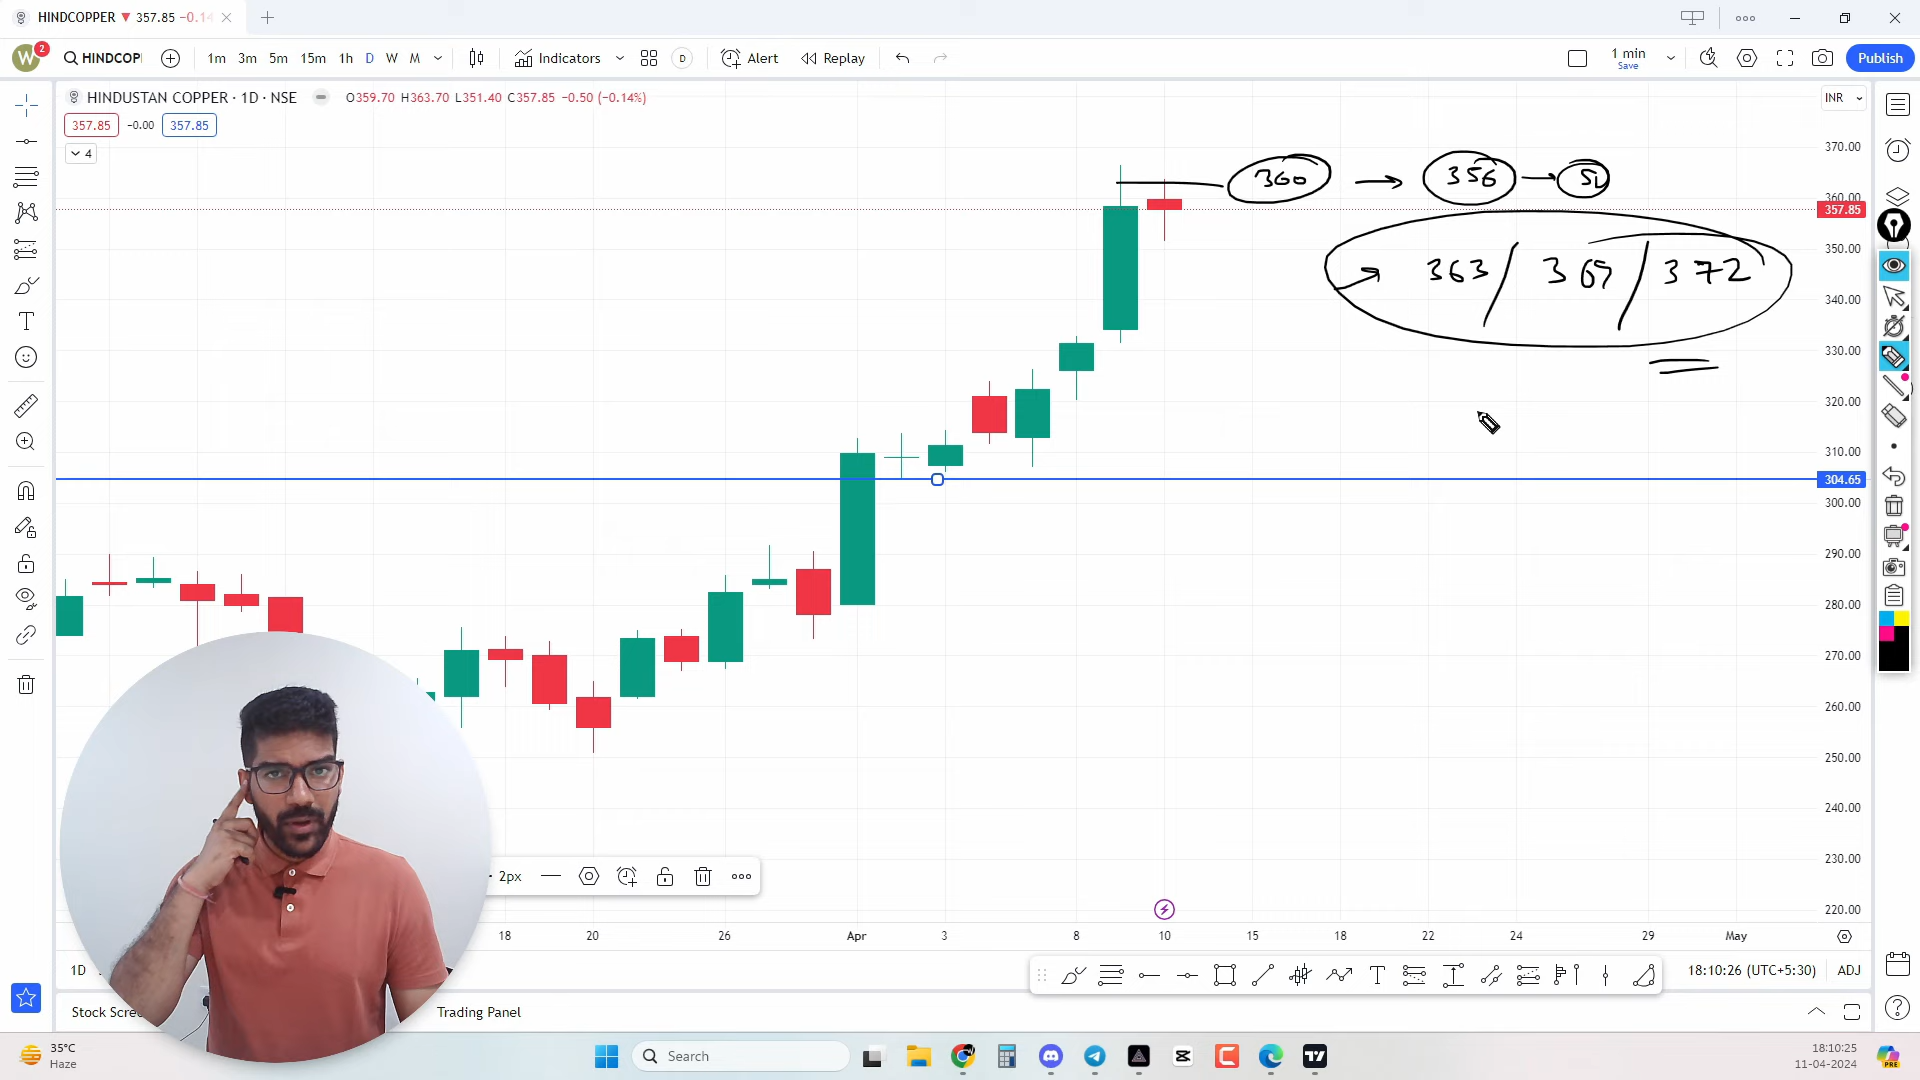 HINDCOPPER ▼ 357.85 −0.14
W 2 HINDCOPI 1m 3m 5m 15m 1h D W M Indicators D Alert Replay 1 min Save Publish
HINDUSTAN COPPER · 1D · NSE O359.70 H363.70 L351.40 C357.85 −0.50 (−0.14%) INR
357.85 −0.00 357.85
4
370.00
360.00
357.85
350.00
340.00
330.00
320.00
310.00
304.65
300.00
290.00
280.00
270.00
260.00
250.00
240.00
230.00
220.00
360 → 356 → SL
→ 363 / 367 / 372
2px
18 20 26 Apr 3 8 10 15 18 22 24 29 May
1D 18:10:26 (UTC+5:30) ADJ
Stock Scre Trading Panel
35°C
Haze
Search
18:10:25
11-04-2024
PRE